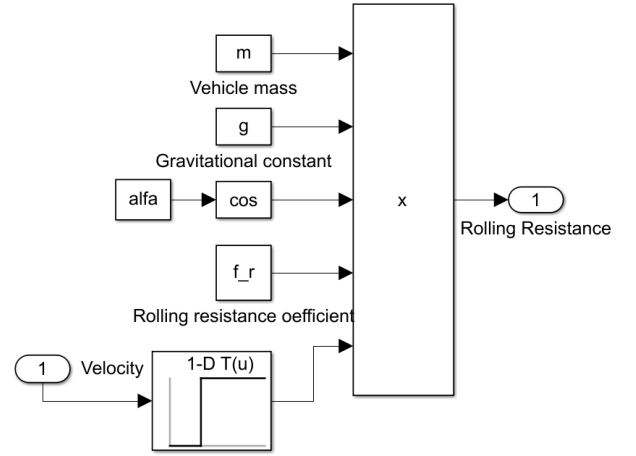 m
Vehicle mass
g
Gravitational constant
alfa
cos
x
1
Rolling Resistance
f_r
Rolling resistance oefficient
1
Velocity
1-D T(u)